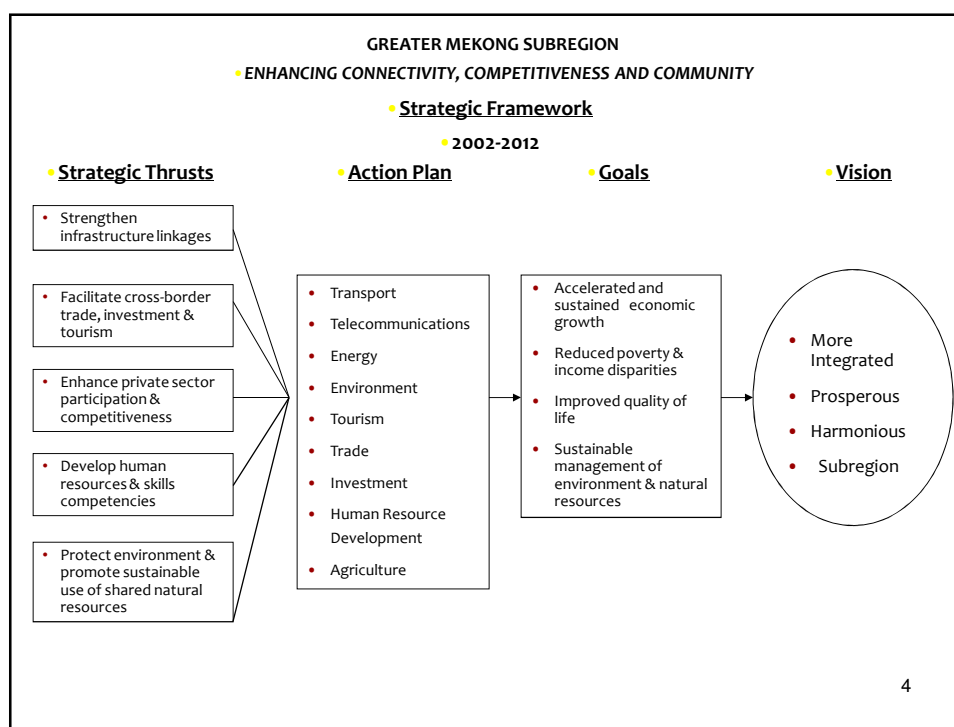 GREATER MEKONG SUBREGION
• ENHANCING CONNECTIVITY, COMPETITIVENESS AND COMMUNITY
• Strategic Framework
• 2002-2012
• Strategic Thrusts
• Strengthen
infrastructure linkages
• Facilitate cross-border
trade, investment &
tourism
• Enhance private sector
participation &
competitiveness
• Develop human
resources & skills
competencies
• Protect environment &
promote sustainable
use of shared natural
resources
• Action Plan
• Transport
• Telecommunications
• Energy
• Environment
• Tourism
• Trade
• Investment
• Human Resource
Development
• Agriculture
• Goals
• Accelerated and
sustained economic
growth
• Reduced poverty &
income disparities
• Improved quality of
life
• Sustainable
management of
environment & natural
resources
• Vision
• More
Integrated
• Prosperous
• Harmonious
• Subregion
4